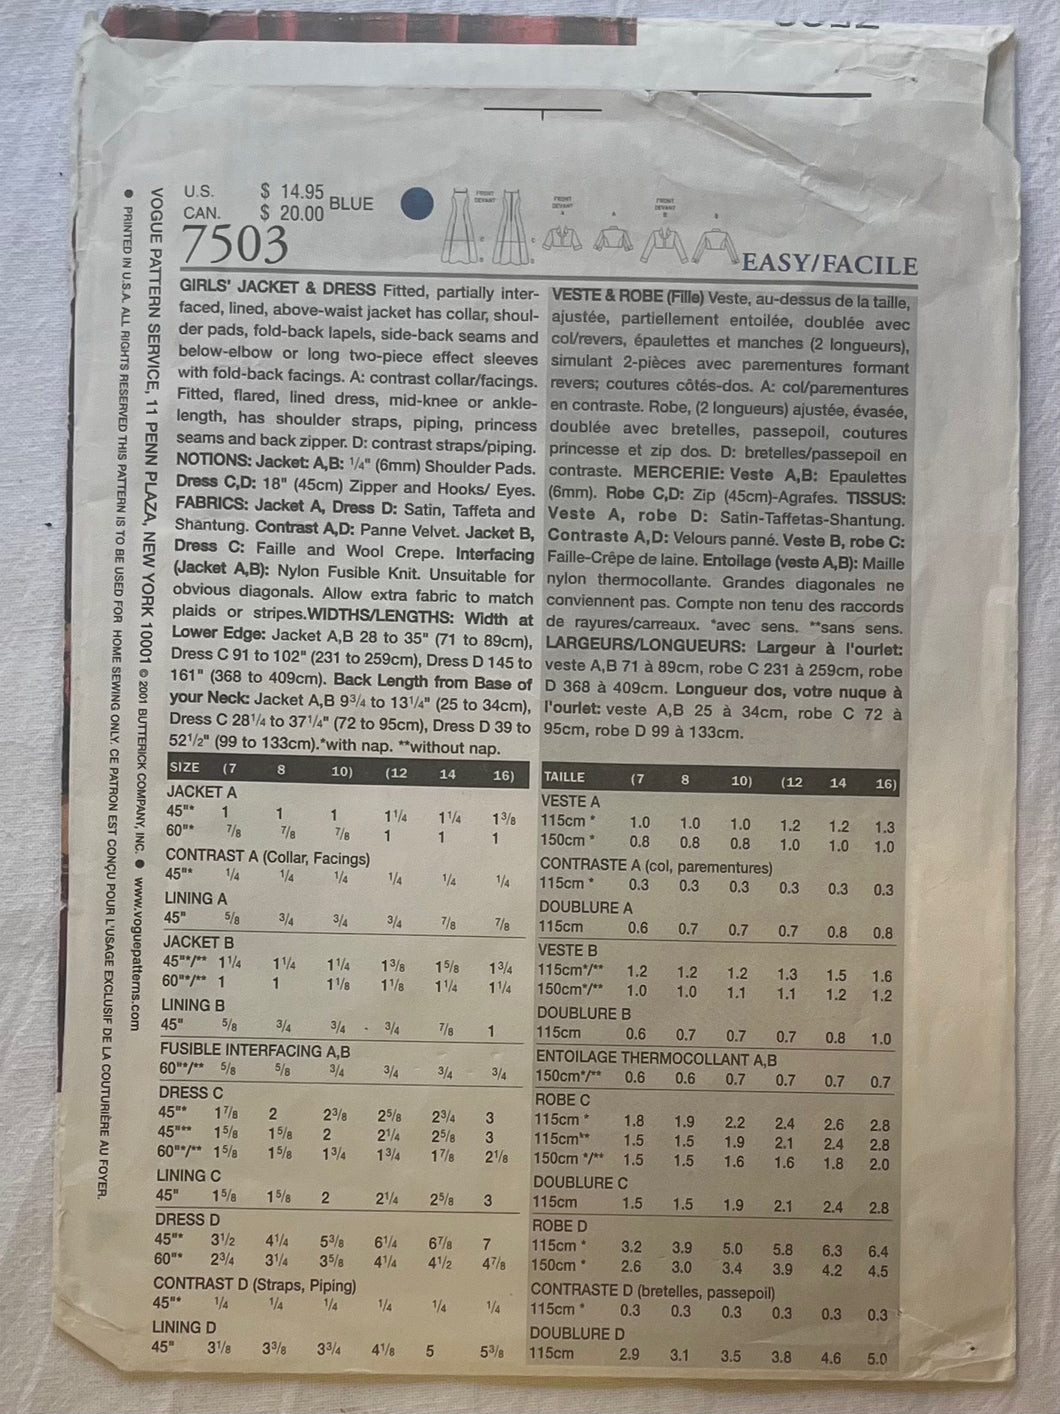 U.S. $ 14.95
CAN. $ 20.00 BLUE
7503
FRONT DEVANT
FRONT DEVANT A
A
FRONT DEVANT B
B
C
D
C
D
EASY/FACILE
GIRLS' JACKET & DRESS Fitted, partially inter-
faced, lined, above-waist jacket has collar, shoul-
der pads, fold-back lapels, side-back seams and
below-elbow or long two-piece effect sleeves
with fold-back facings. A: contrast collar/facings.
Fitted, flared, lined dress, mid-knee or ankle-
length, has shoulder straps, piping, princess
seams and back zipper. D: contrast straps/piping.
NOTIONS: Jacket: A,B: 1/4" (6mm) Shoulder Pads.
Dress C,D: 18" (45cm) Zipper and Hooks/ Eyes.
FABRICS: Jacket A, Dress D: Satin, Taffeta and
Shantung. Contrast A,D: Panne Velvet. Jacket B,
Dress C: Faille and Wool Crepe. Interfacing
(Jacket A,B): Nylon Fusible Knit. Unsuitable for
obvious diagonals. Allow extra fabric to match
plaids or stripes.WIDTHS/LENGTHS: Width at
Lower Edge: Jacket A,B 28 to 35" (71 to 89cm),
Dress C 91 to 102" (231 to 259cm), Dress D 145 to
161" (368 to 409cm). Back Length from Base of
your Neck: Jacket A,B 9 3/4 to 13 1/4" (25 to 34cm),
Dress C 28 1/4 to 37 1/4" (72 to 95cm), Dress D 39 to
52 1/2" (99 to 133cm).*with nap. **without nap.
SIZE (7 8 10) (12 14 16)
JACKET A
45"* 1 1 1 1 1/4 1 1/4 1 3/8
60"* 7/8 7/8 7/8 1 1 1
CONTRAST A (Collar, Facings)
45"* 1/4 1/4 1/4 1/4 1/4 1/4
LINING A
45" 5/8 3/4 3/4 3/4 7/8 7/8
JACKET B
45"*/** 1 1/4 1 1/4 1 1/4 1 3/8 1 5/8 1 3/4
60"*/** 1 1 1 1/8 1 1/8 1 1/4 1 1/4
LINING B
45" 5/8 3/4 3/4 3/4 7/8 1
FUSIBLE INTERFACING A,B
60"*/** 5/8 5/8 3/4 3/4 3/4 3/4
DRESS C
45"* 1 7/8 2 2 3/8 2 5/8 2 3/4 3
45"** 1 5/8 1 5/8 2 2 1/4 2 5/8 3
60"*/** 1 5/8 1 5/8 1 3/4 1 3/4 1 7/8 2 1/8
LINING C
45" 1 5/8 1 5/8 2 2 1/4 2 5/8 3
DRESS D
45"* 3 1/2 4 1/4 5 3/8 6 1/4 6 7/8 7
60"* 2 3/4 3 1/4 3 5/8 4 1/4 4 1/2 4 7/8
CONTRAST D (Straps, Piping)
45"* 1/4 1/4 1/4 1/4 1/4 1/4
LINING D
45" 3 1/8 3 3/8 3 3/4 4 1/8 5 5 3/8
VESTE & ROBE (Fille) Veste, au-dessus de la taille,
ajustée, partiellement entoilée, doublée avec
col/revers, épaulettes et manches (2 longueurs),
simulant 2-pièces avec parementures formant
revers; coutures côtés-dos. A: col/parementures
en contraste. Robe, (2 longueurs) ajustée, évasée,
doublée avec bretelles, passepoil, coutures
princesse et zip dos. D: bretelles/passepoil en
contraste. MERCERIE: Veste A,B: Epaulettes
(6mm). Robe C,D: Zip (45cm)-Agrafes. TISSUS:
Veste A, robe D: Satin-Taffetas-Shantung.
Contraste A,D: Velours panné. Veste B, robe C:
Faille-Crêpe de laine. Entoilage (veste A,B): Maille
nylon thermocollante. Grandes diagonales ne
conviennent pas. Compte non tenu des raccords
de rayures/carreaux. *avec sens. **sans sens.
LARGEURS/LONGUEURS: Largeur à l'ourlet:
veste A,B 71 à 89cm, robe C 231 à 259cm, robe
D 368 à 409cm. Longueur dos, votre nuque à
l'ourlet: veste A,B 25 à 34cm, robe C 72 à
95cm, robe D 99 à 133cm.
TAILLE (7 8 10) (12 14 16)
VESTE A
115cm * 1.0 1.0 1.0 1.2 1.2 1.3
150cm * 0.8 0.8 0.8 1.0 1.0 1.0
CONTRASTE A (col, parementures)
115cm * 0.3 0.3 0.3 0.3 0.3 0.3
DOUBLURE A
115cm 0.6 0.7 0.7 0.7 0.8 0.8
VESTE B
115cm*/** 1.2 1.2 1.2 1.3 1.5 1.6
150cm*/** 1.0 1.0 1.1 1.1 1.2 1.2
DOUBLURE B
115cm 0.6 0.7 0.7 0.7 0.8 1.0
ENTOILAGE THERMOCOLLANT A,B
150cm*/** 0.6 0.6 0.7 0.7 0.7 0.7
ROBE C
115cm * 1.8 1.9 2.2 2.4 2.6 2.8
115cm** 1.5 1.5 1.9 2.1 2.4 2.8
150cm */** 1.5 1.5 1.6 1.6 1.8 2.0
DOUBLURE C
115cm 1.5 1.5 1.9 2.1 2.4 2.8
ROBE D
115cm * 3.2 3.9 5.0 5.8 6.3 6.4
150cm * 2.6 3.0 3.4 3.9 4.2 4.5
CONTRASTE D (bretelles, passepoil)
115cm * 0.3 0.3 0.3 0.3 0.3 0.3
DOUBLURE D
115cm 2.9 3.1 3.5 3.8 4.6 5.0
VOGUE PATTERN SERVICE, 11 PENN PLAZA, NEW YORK 10001 © 2001 BUTTERICK COMPANY, INC. ● www.voguepatterns.com
● PRINTED IN U.S.A. ALL RIGHTS RESERVED THIS PATTERN IS TO BE USED FOR HOME SEWING ONLY. CE PATRON EST CONÇU POUR L'USAGE EXCLUSIF DE LA COUTURIÈRE AU FOYER.